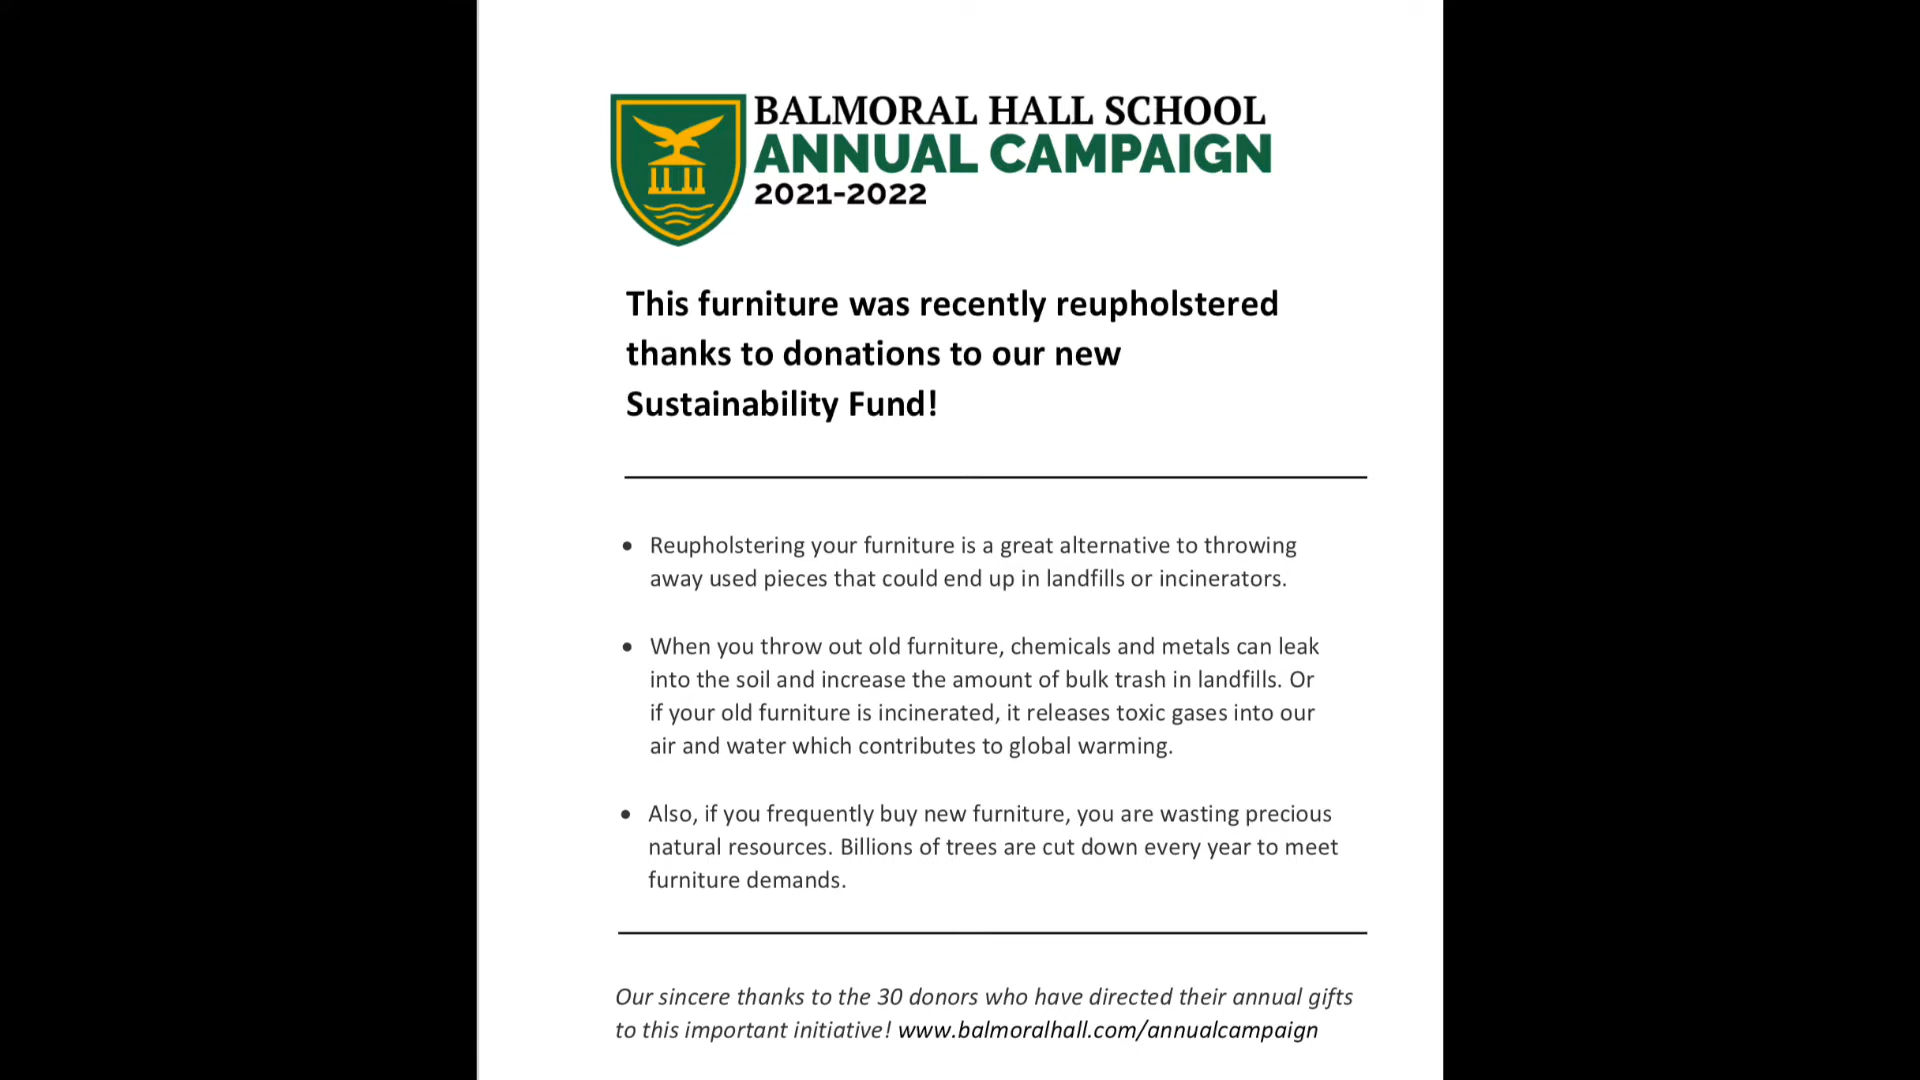 BALMORAL HALL SCHOOL
ANNUAL CAMPAIGN
2021-2022
This furniture was recently reupholstered
thanks to donations to our new
Sustainability Fund!
• Reupholstering your furniture is a great alternative to throwing
away used pieces that could end up in landfills or incinerators.
• When you throw out old furniture, chemicals and metals can leak
into the soil and increase the amount of bulk trash in landfills. Or
if your old furniture is incinerated, it releases toxic gases into our
air and water which contributes to global warming.
• Also, if you frequently buy new furniture, you are wasting precious
natural resources. Billions of trees are cut down every year to meet
furniture demands.
Our sincere thanks to the 30 donors who have directed their annual gifts
to this important initiative! www.balmoralhall.com/annualcampaign